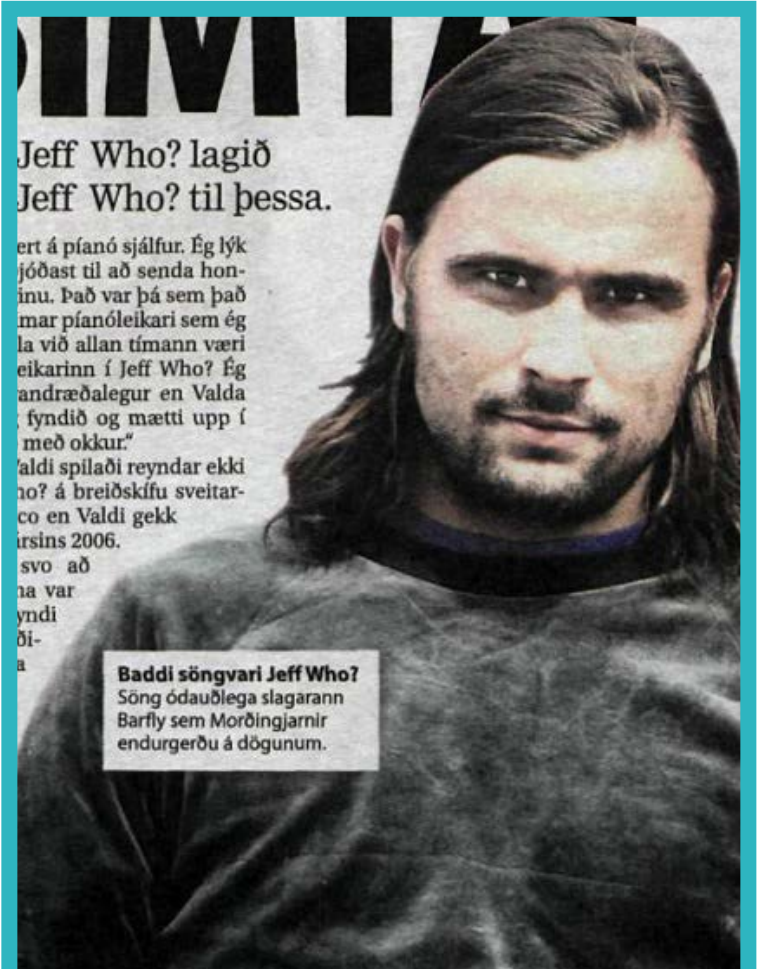 SÍMTA
Jeff Who? lagið
Jeff Who? til þessa.
ert á píanó sjálfur. Ég lýk
jóðast til að senda hon-
inu. Það var þá sem það
mar píanóleikari sem ég
la við allan tímann væri
eikarinn í Jeff Who? Ég
andræðalegur en Valda
fyndið og mætti upp í
með okkur."
aldi spilaði reyndar ekki
ho? á breiðskífu sveitar-
co en Valdi gekk
ársins 2006.
svo að
na var
yndi
ði-
a
Baddi söngvari Jeff Who?
Söng ódauðlega slagarann
Barfly sem Morðingjarnir
endurgerðu á dögunum.